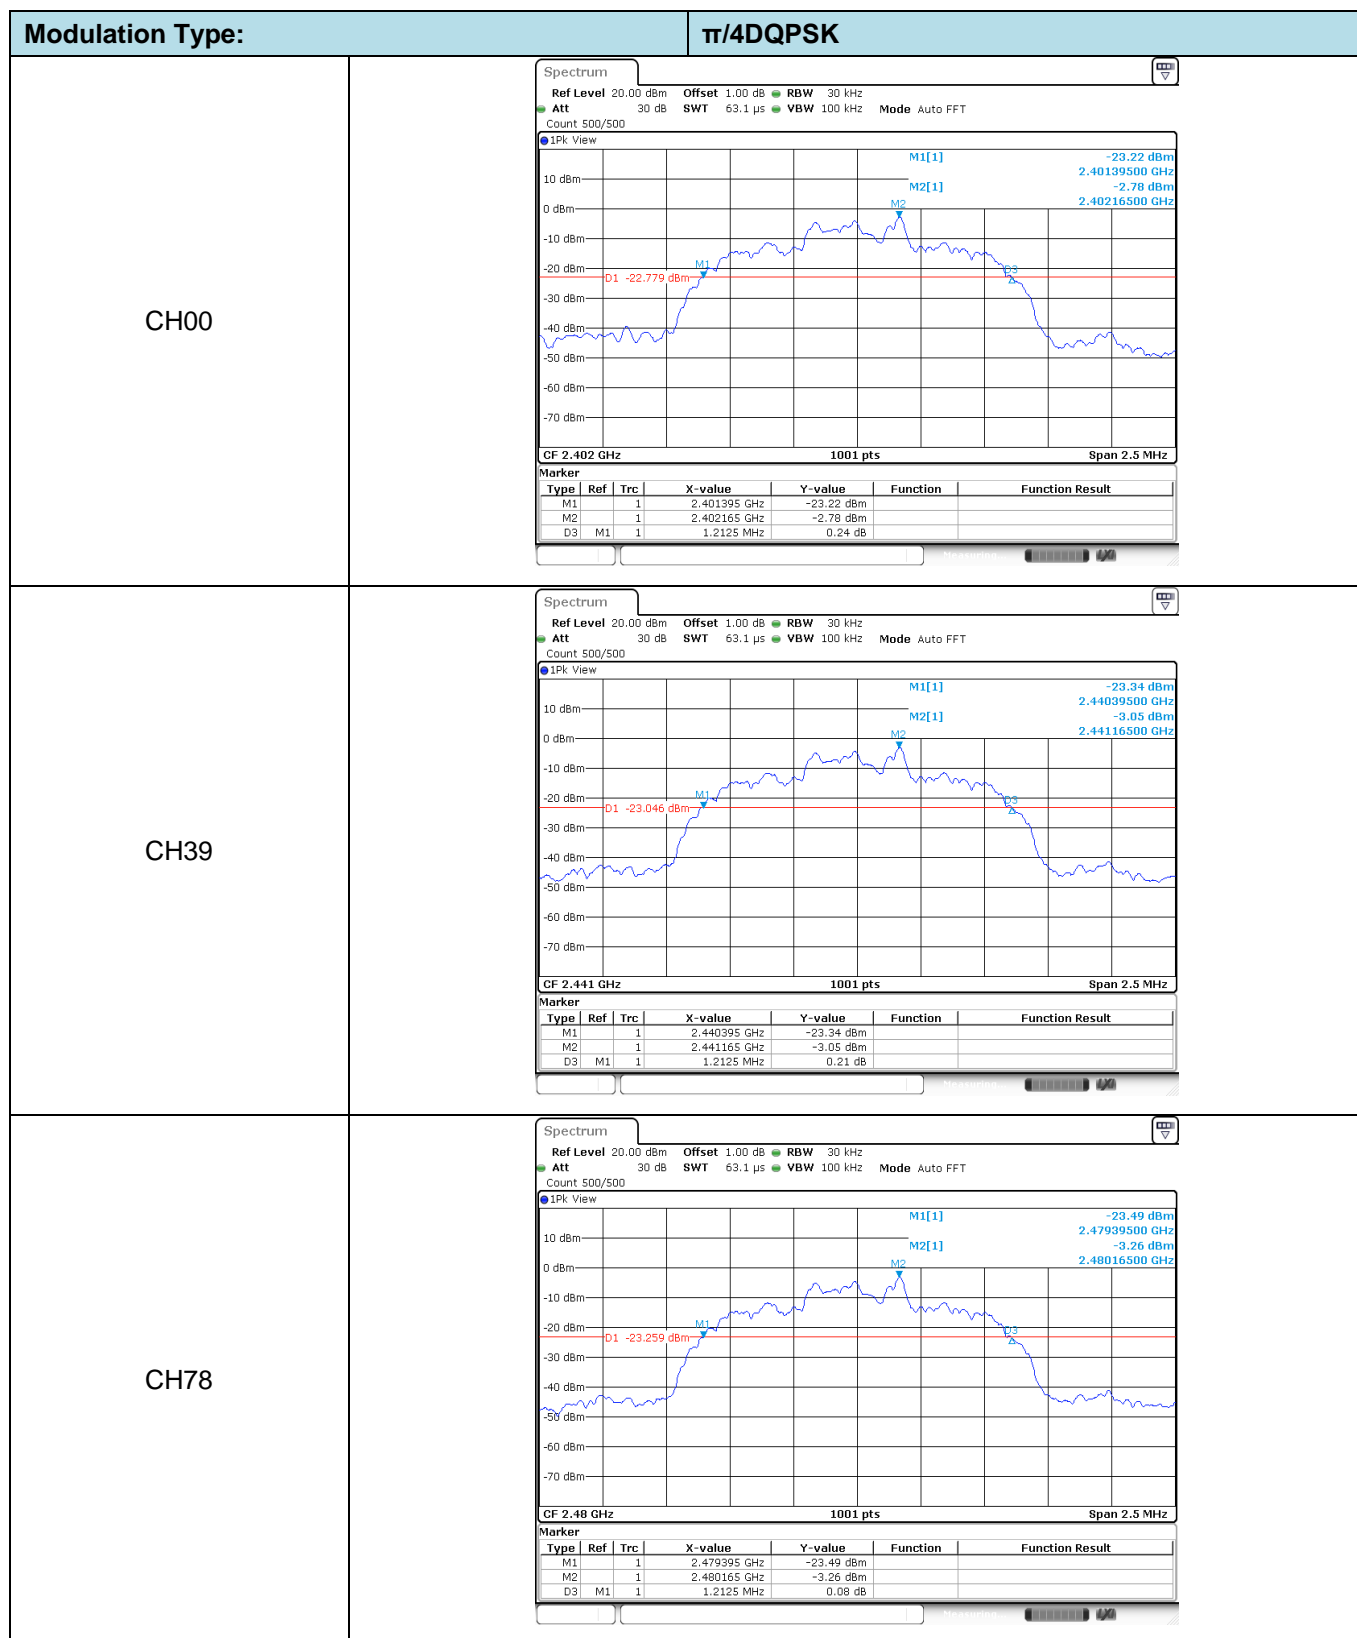 Modulation Type: π/4DQPSK
CH00
Spectrum
Ref Level 20.00 dBm Offset 1.00 dB RBW 30 kHz
Att 30 dB SWT 63.1 µs VBW 100 kHz Mode Auto FFT
Count 500/500
1Pk View
M1[1] -23.22 dBm
2.40139500 GHz
10 dBm
M2[1] -2.78 dBm
2.40216500 GHz
M2
0 dBm
-10 dBm
M1
-20 dBm
D3
D1 -22.779 dBm
-30 dBm
-40 dBm
-50 dBm
-60 dBm
-70 dBm
CF 2.402 GHz 1001 pts Span 2.5 MHz
Marker
Type Ref Trc X-value Y-value Function Function Result
M1 1 2.401395 GHz -23.22 dBm
M2 1 2.402165 GHz -2.78 dBm
D3 M1 1 1.2125 MHz 0.24 dB
Measuring...
CH39
Spectrum
Ref Level 20.00 dBm Offset 1.00 dB RBW 30 kHz
Att 30 dB SWT 63.1 µs VBW 100 kHz Mode Auto FFT
Count 500/500
1Pk View
M1[1] -23.34 dBm
2.44039500 GHz
10 dBm
M2[1] -3.05 dBm
2.44116500 GHz
M2
0 dBm
-10 dBm
M1
-20 dBm
D3
D1 -23.046 dBm
-30 dBm
-40 dBm
-50 dBm
-60 dBm
-70 dBm
CF 2.441 GHz 1001 pts Span 2.5 MHz
Marker
Type Ref Trc X-value Y-value Function Function Result
M1 1 2.440395 GHz -23.34 dBm
M2 1 2.441165 GHz -3.05 dBm
D3 M1 1 1.2125 MHz 0.21 dB
Measuring...
CH78
Spectrum
Ref Level 20.00 dBm Offset 1.00 dB RBW 30 kHz
Att 30 dB SWT 63.1 µs VBW 100 kHz Mode Auto FFT
Count 500/500
1Pk View
M1[1] -23.49 dBm
2.47939500 GHz
10 dBm
M2[1] -3.26 dBm
2.48016500 GHz
M2
0 dBm
-10 dBm
M1
-20 dBm
D3
D1 -23.259 dBm
-30 dBm
-40 dBm
-50 dBm
-60 dBm
-70 dBm
CF 2.48 GHz 1001 pts Span 2.5 MHz
Marker
Type Ref Trc X-value Y-value Function Function Result
M1 1 2.479395 GHz -23.49 dBm
M2 1 2.480165 GHz -3.26 dBm
D3 M1 1 1.2125 MHz 0.08 dB
Measuring...